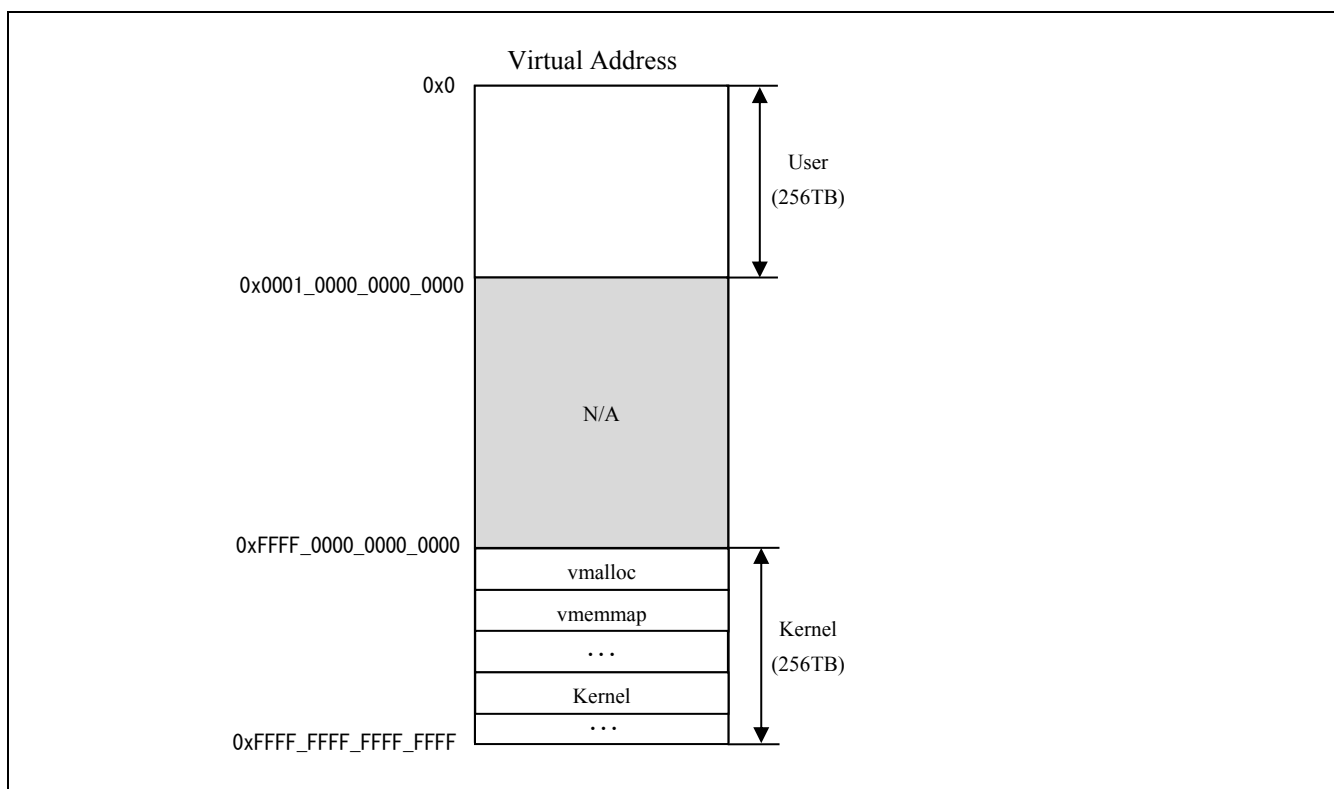 Virtual Address
0x0
User
(256TB)
0x0001_0000_0000_0000
N/A
0xFFFF_0000_0000_0000
vmalloc
vmemmap
...
Kernel
...
Kernel
(256TB)
0xFFFF_FFFF_FFFF_FFFF